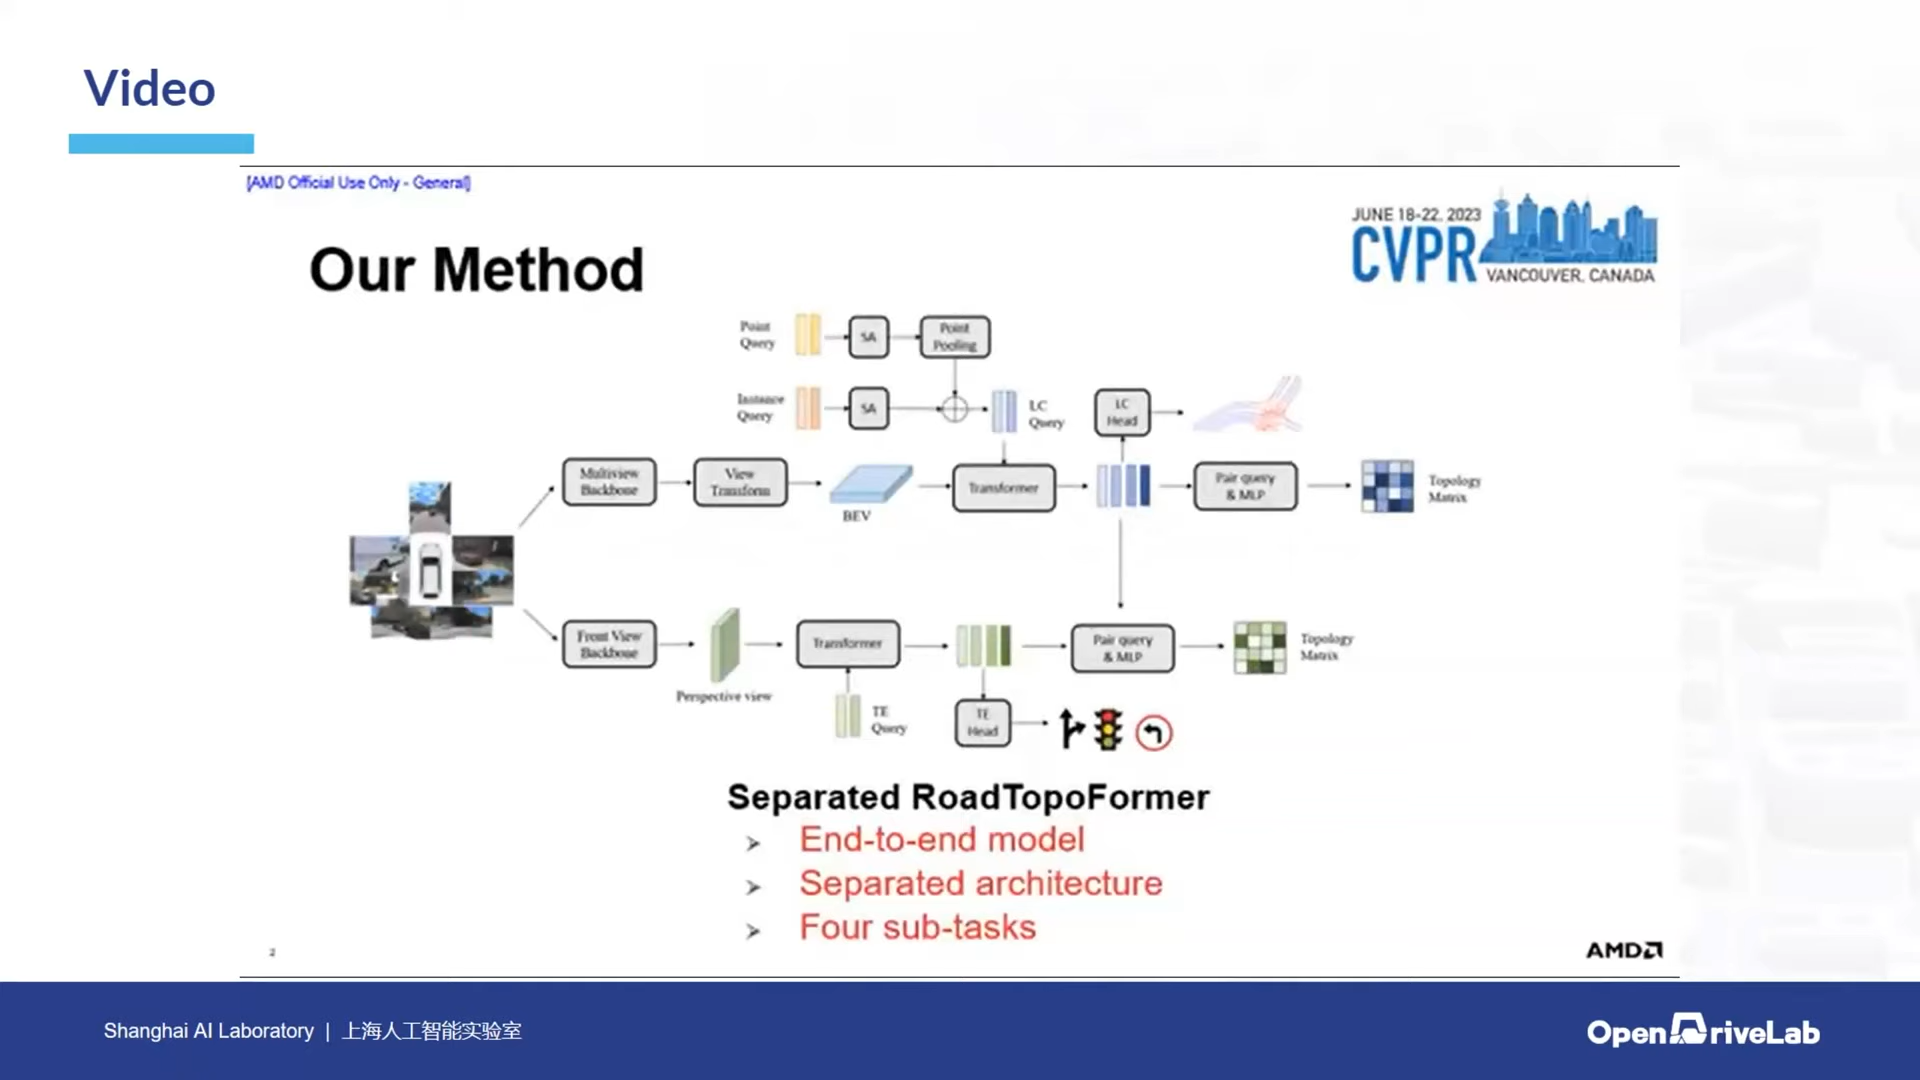 Video
[AMD Official Use Only - General]
JUNE 18-22, 2023
CVPR
VANCOUVER, CANADA
Our Method
Point
Query
SA
Point
Pooling
Instance
Query
SA
LC
Query
LC
Head
Multiview
Backbone
View
Transform
BEV
Transformer
Pair query
& MLP
Topology
Matrix
Front View
Backbone
Perspective view
Transformer
TE
Query
TE
Head
Pair query
& MLP
Topology
Matrix
Separated RoadTopoFormer
End-to-end model
Separated architecture
Four sub-tasks
2
AMD
Shanghai AI Laboratory | 上海人工智能实验室
OpenDriveLab